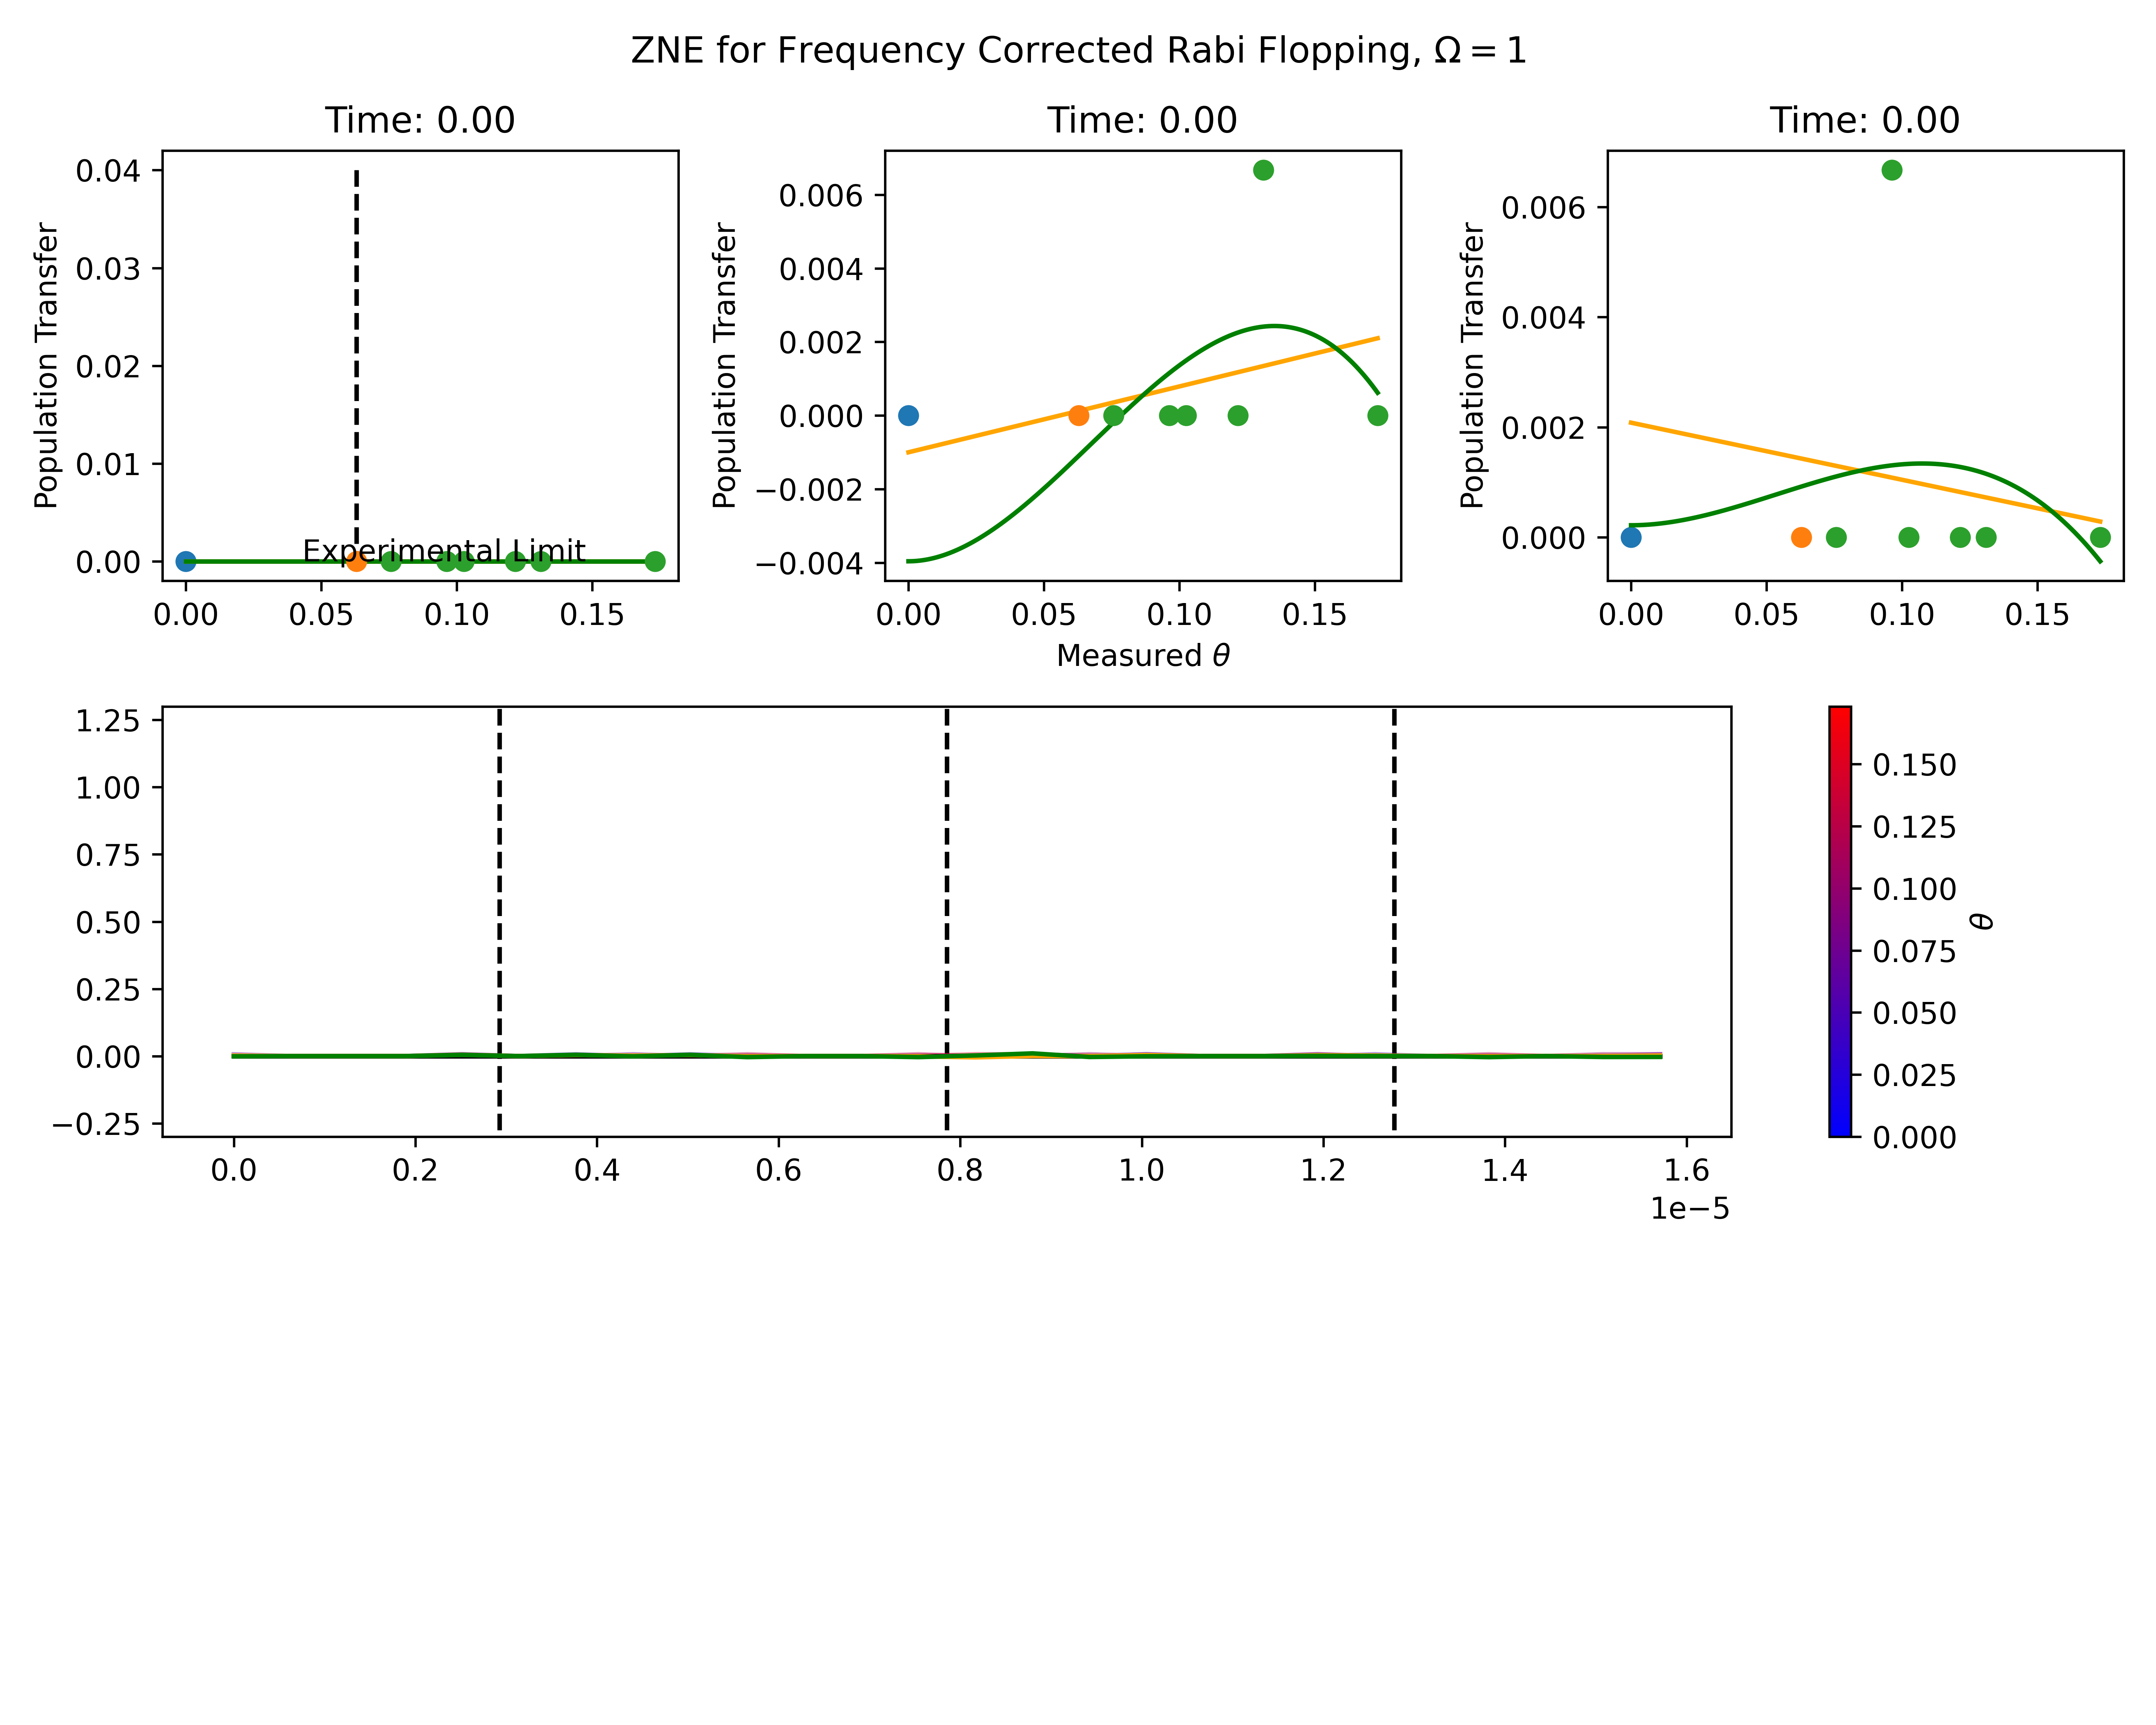 ZNE for Frequency Corrected Rabi Flopping, Ω = 1
Time: 0.00
Time: 0.00
Time: 0.00
Population Transfer
0.04
0.03
0.02
0.01
0.00
Experimental Limit
0.00 0.05 0.10 0.15
Population Transfer
0.006
0.004
0.002
0.000
−0.002
−0.004
0.00 0.05 0.10 0.15
Measured θ
Population Transfer
0.006
0.004
0.002
0.000
0.00 0.05 0.10 0.15
1.25
1.00
0.75
0.50
0.25
0.00
−0.25
0.0 0.2 0.4 0.6 0.8 1.0 1.2 1.4 1.6
1e−5
0.150
0.125
0.100
0.075
0.050
0.025
0.000
θ